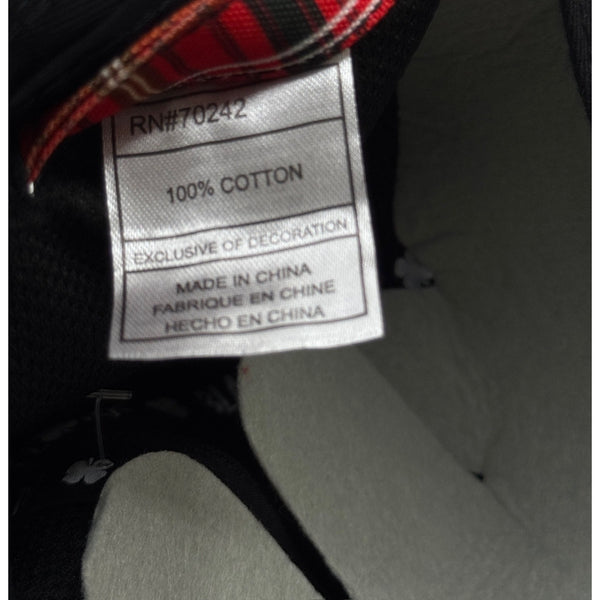 RN#70242
100% COTTON
EXCLUSIVE OF DECORATION
MADE IN CHINA
FABRIQUE EN CHINE
HECHO EN CHINA